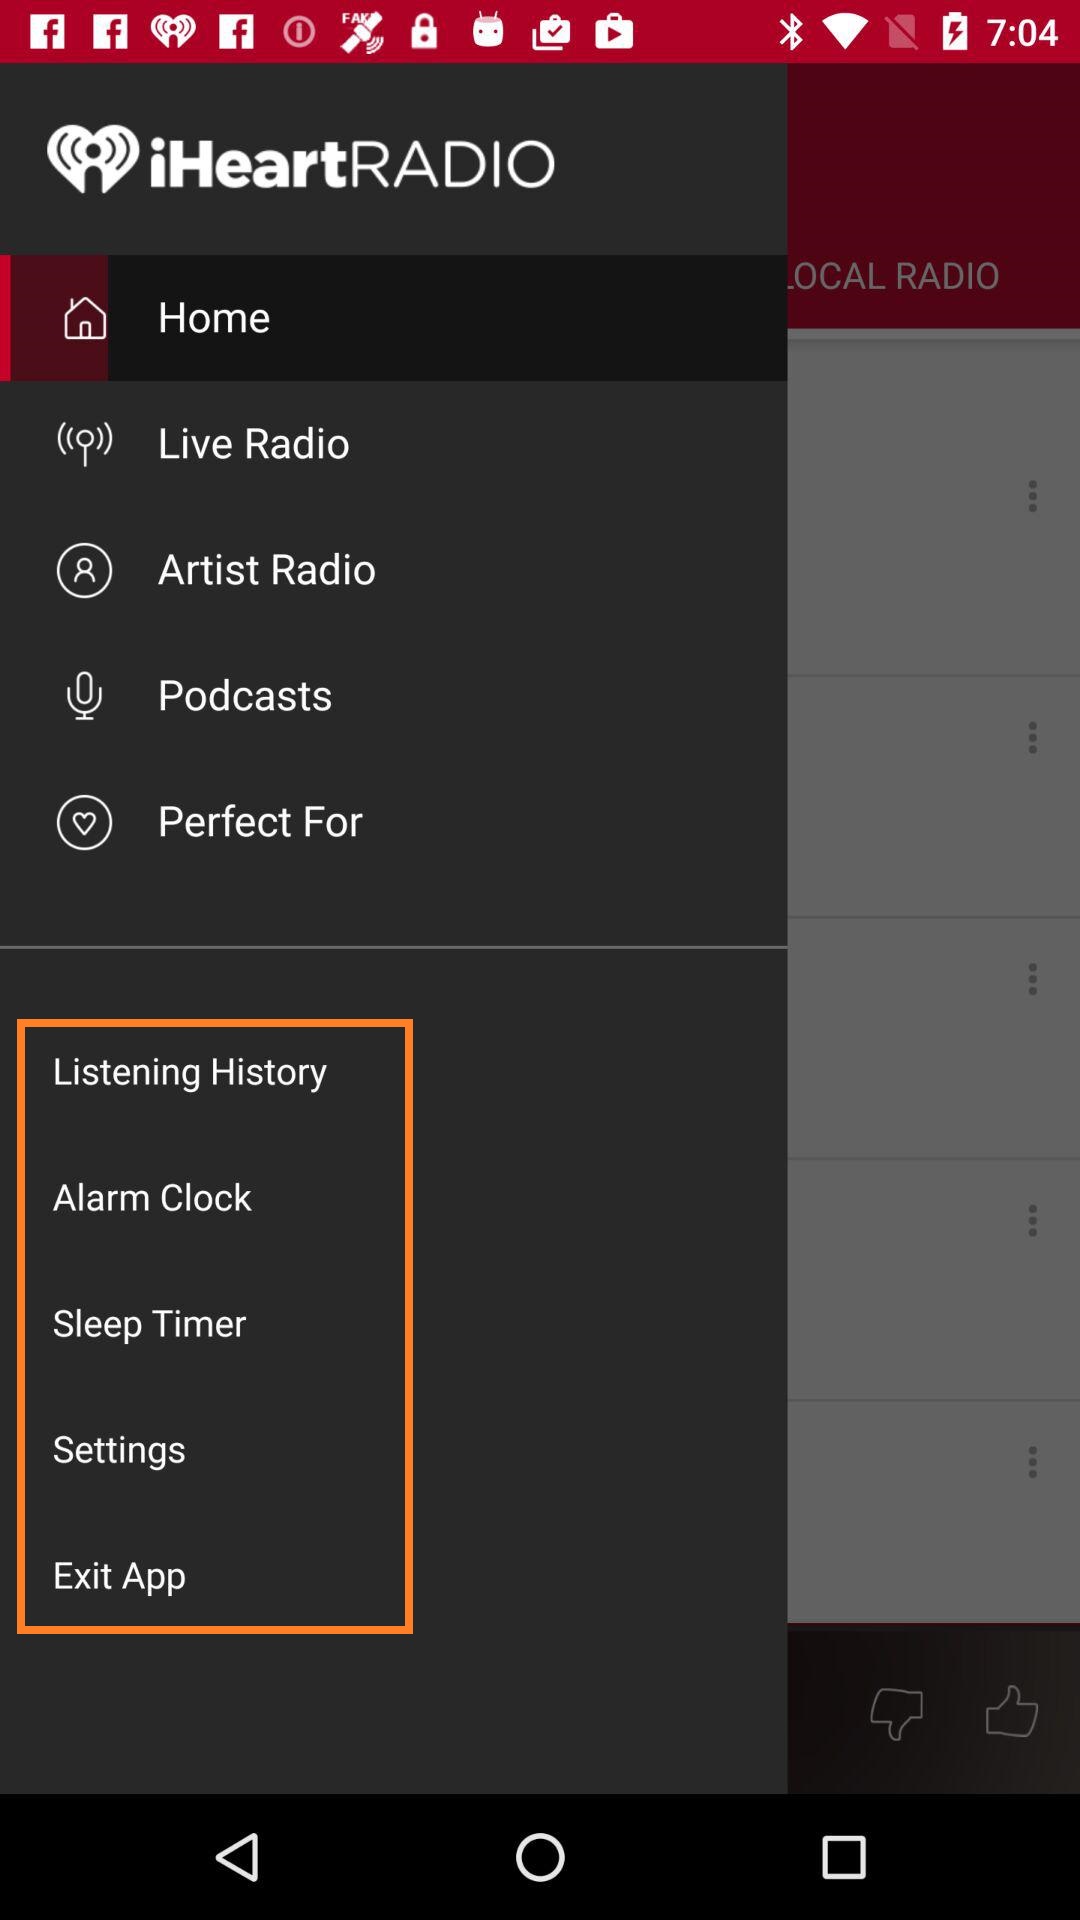 FAKE
7:04
iHeartRADIO
LOCAL RADIO
Home
Live Radio
Artist Radio
Podcasts
Perfect For
Listening History
Alarm Clock
Sleep Timer
Settings
Exit App